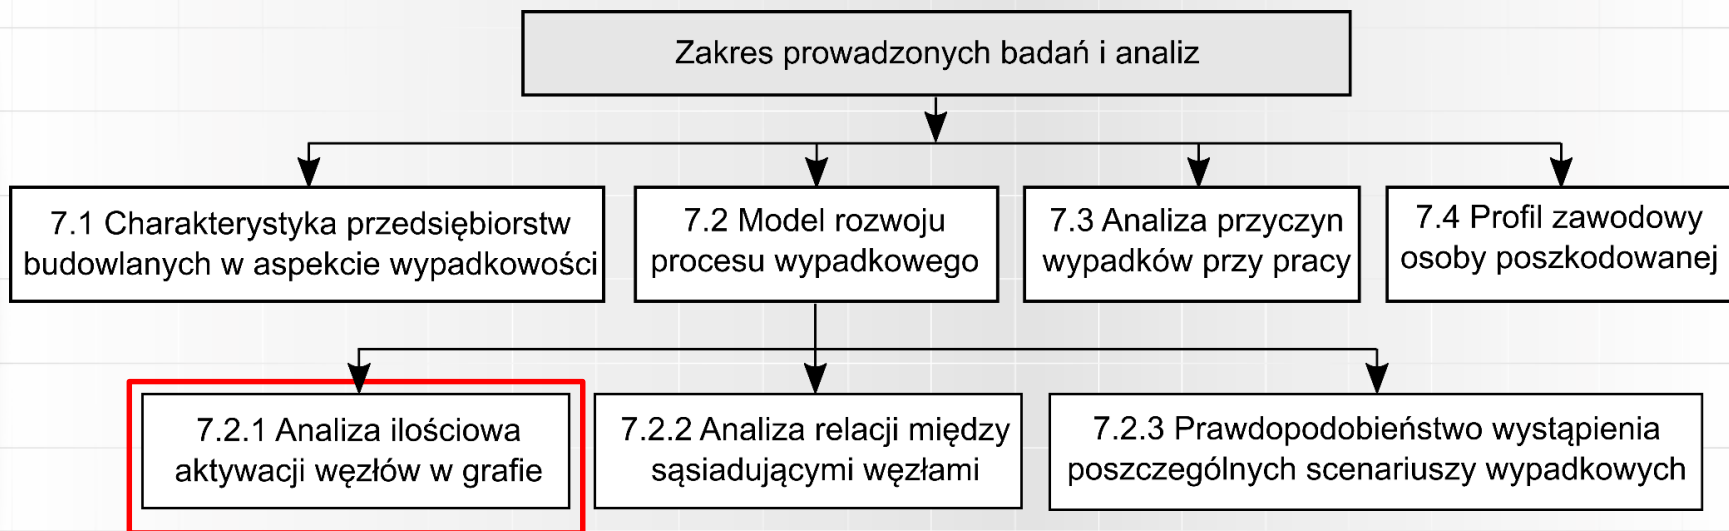 Zakres prowadzonych badań i analiz
7.1 Charakterystyka przedsiębiorstw
budowlanych w aspekcie wypadkowości
7.2 Model rozwoju
procesu wypadkowego
7.3 Analiza przyczyn
wypadków przy pracy
7.4 Profil zawodowy
osoby poszkodowanej
7.2.1 Analiza ilościowa
aktywacji węzłów w grafie
7.2.2 Analiza relacji między
sąsiadującymi węzłami
7.2.3 Prawdopodobieństwo wystąpienia
poszczególnych scenariuszy wypadkowych